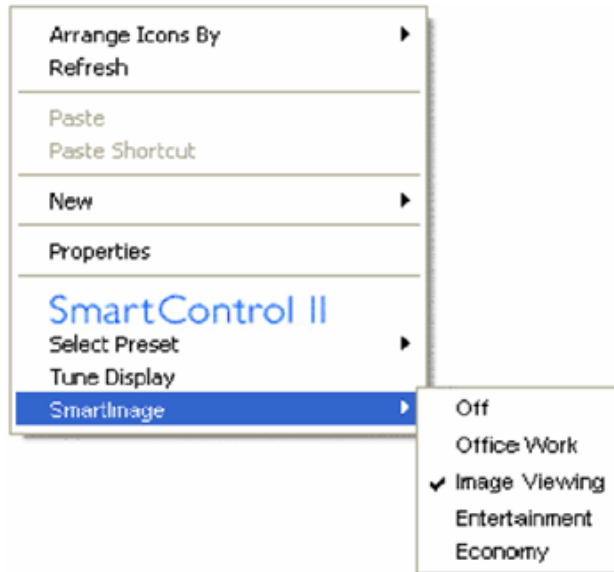 Arrange Icons By
Refresh
Paste
Paste Shortcut
New
Properties
SmartControl II
Select Preset
Tune Display
SmartImage
Off
Office Work
Image Viewing
Entertainment
Economy